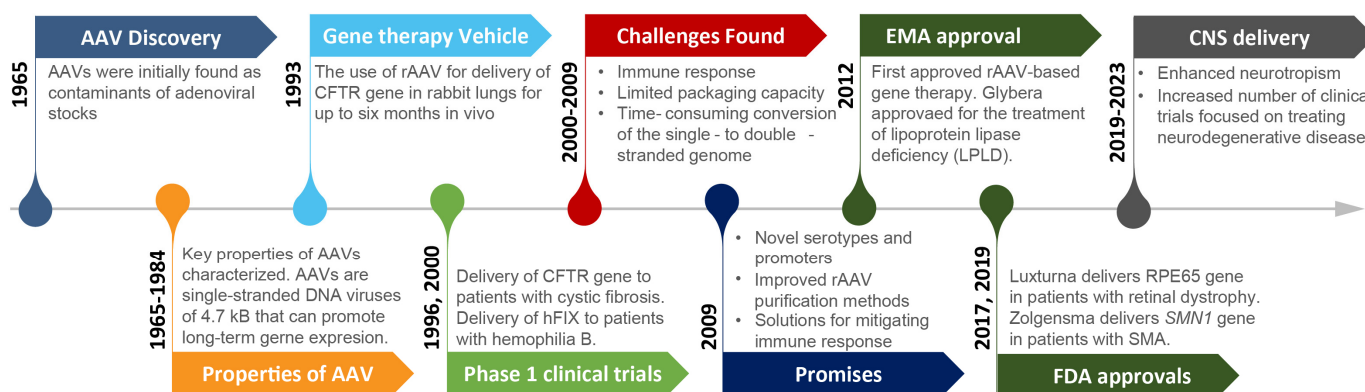 AAV Discovery
1965
AAVs were initially found as
contaminants of adenoviral
stocks
Gene therapy Vehicle
1993
The use of rAAV for delivery of
CFTR gene in rabbit lungs for
up to six months in vivo
Challenges Found
2000-2009
• Immune response
• Limited packaging capacity
• Time- consuming conversion
of the single - to double -
stranded genome
EMA approval
2012
First approved rAAV-based
gene therapy. Glybera
approvaed for the treatment
of lipoprotein lipase
deficiency (LPLD).
CNS delivery
2019-2023
• Enhanced neurotropism
• Increased number of clinica
trials focused on treating
neurodegenerative disease
1965-1984
Key properties of AAVs
characterized. AAVs are
single-stranded DNA viruses
of 4.7 kB that can promote
long-term gerne expresion.
Properties of AAV
1996, 2000
Delivery of CFTR gene to
patients with cystic fibrosis.
Delivery of hFIX to patients
with hemophilia B.
Phase 1 clinical trials
2009
• Novel serotypes and
promoters
• Improved rAAV
purification methods
• Solutions for mitigating
immune response
Promises
2017, 2019
Luxturna delivers RPE65 gene
in patients with retinal dystrophy.
Zolgensma delivers SMN1 gene
in patients with SMA.
FDA approvals